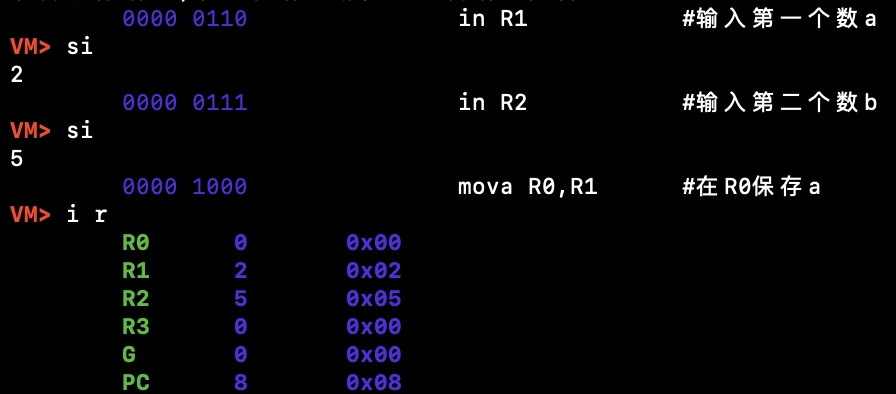 0000 0110 in R1 #输入第一个数a
VM> si
2
0000 0111 in R2 #输入第二个数b
VM> si
5
0000 1000 mova R0,R1 #在R0保存a
VM> i r
R0 0 0x00
R1 2 0x02
R2 5 0x05
R3 0 0x00
G 0 0x00
PC 8 0x08